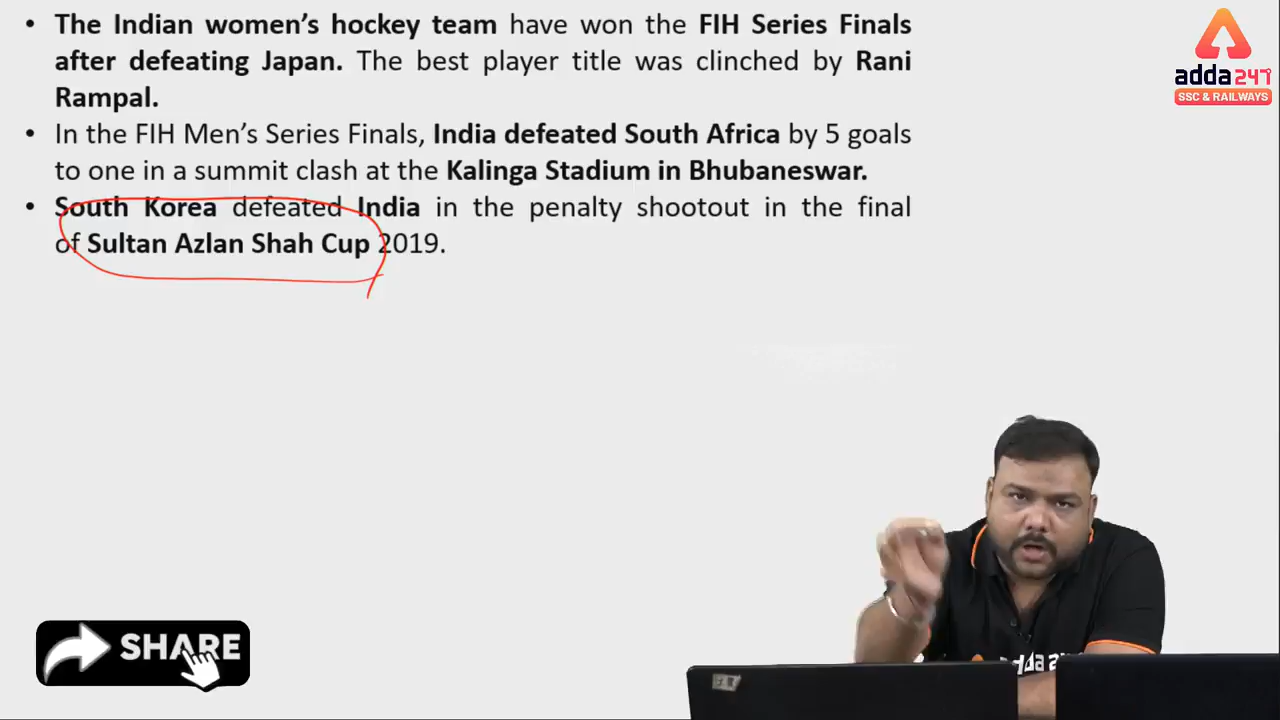 • The Indian women’s hockey team have won the FIH Series Finals
after defeating Japan. The best player title was clinched by Rani
Rampal.
• In the FIH Men’s Series Finals, India defeated South Africa by 5 goals
to one in a summit clash at the Kalinga Stadium in Bhubaneswar.
• South Korea defeated India in the penalty shootout in the final
of Sultan Azlan Shah Cup 2019.
adda247
SSC & RAILWAYS
SHARE